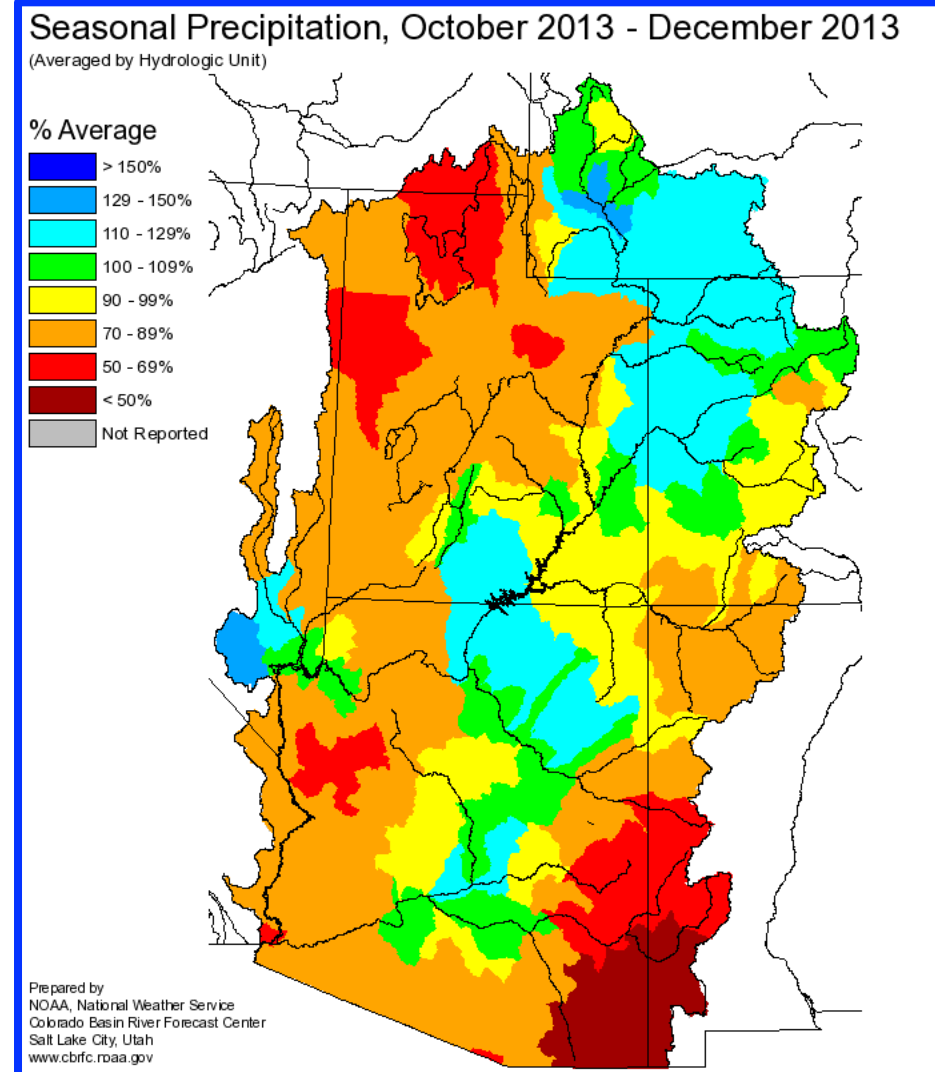 Seasonal Precipitation, October 2013 - December 2013
(Averaged by Hydrologic Unit)
% Average
> 150%
129 - 150%
110 - 129%
100 - 109%
90 - 99%
70 - 89%
50 - 69%
< 50%
Not Reported
Prepared by
NOAA, National Weather Service
Colorado Basin River Forecast Center
Salt Lake City, Utah
www.cbrfc.noaa.gov